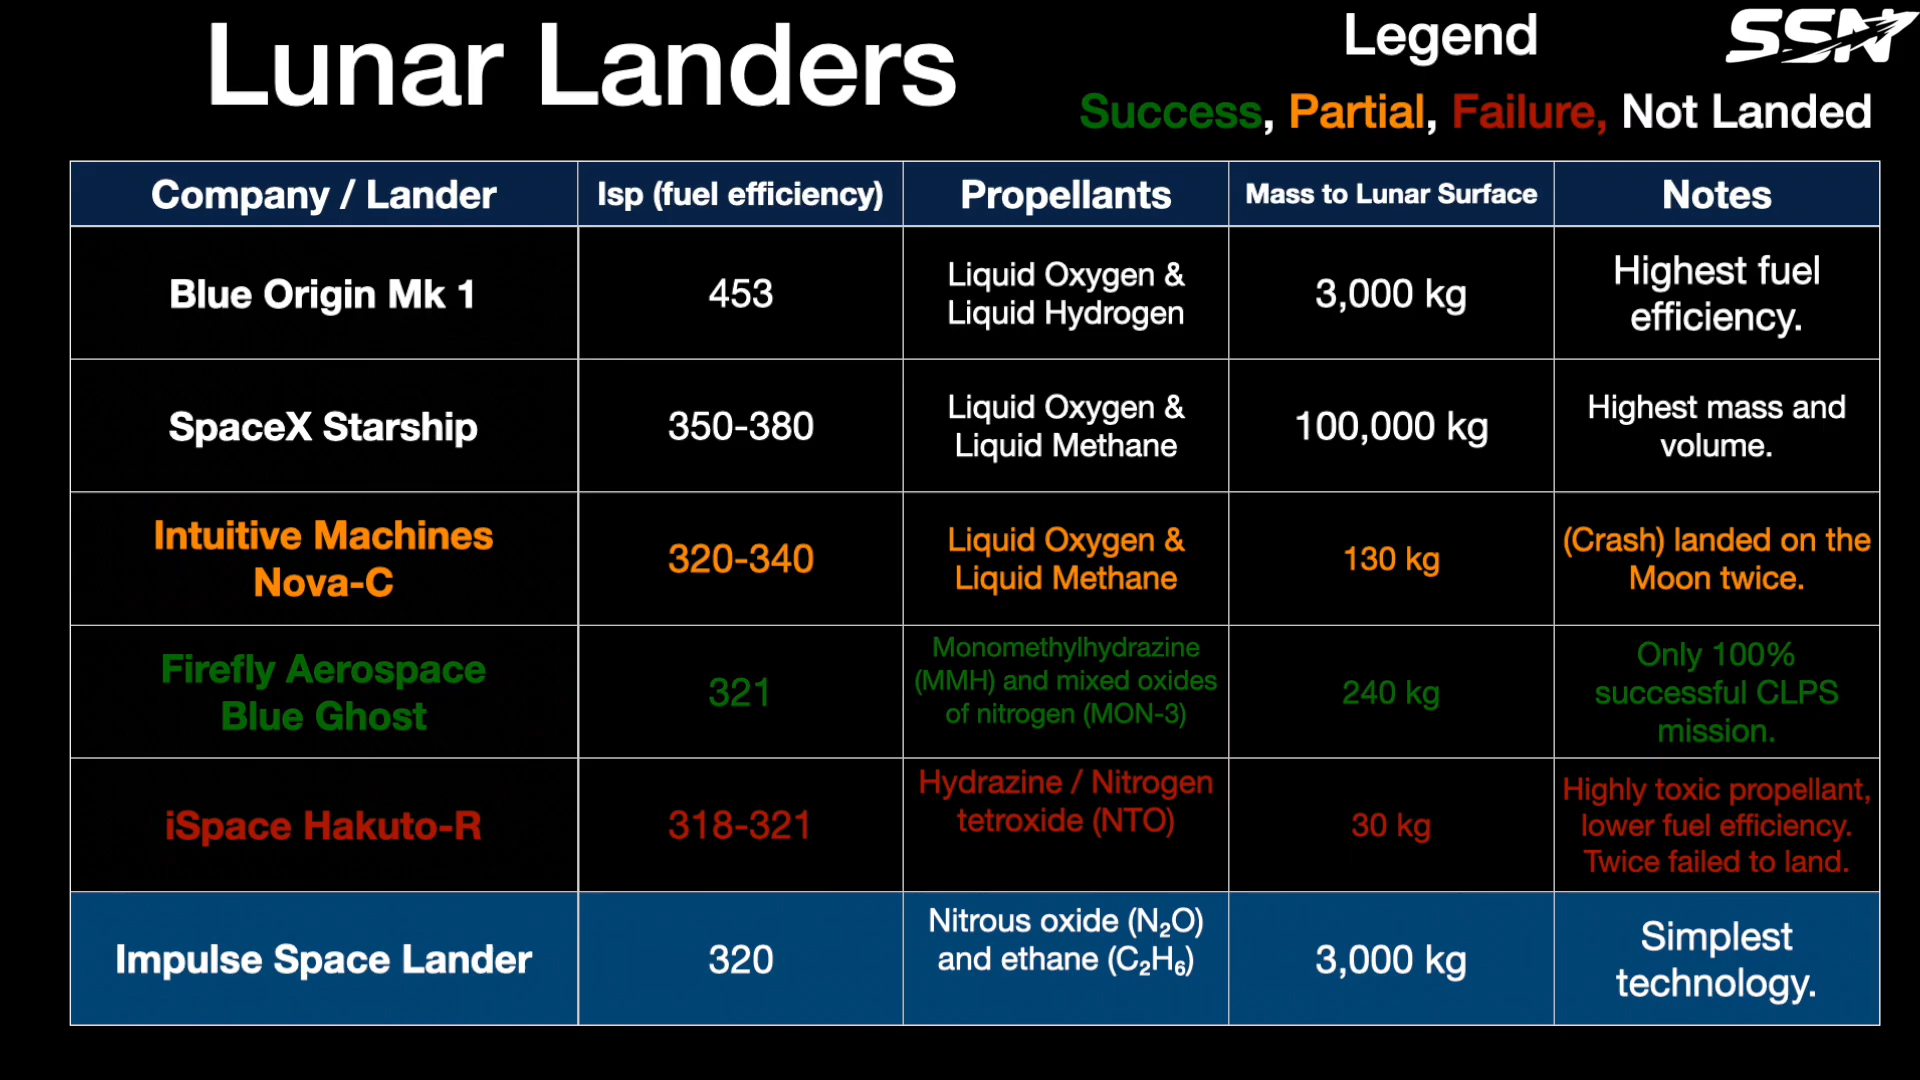 Lunar Landers
Legend
SSN
Success, Partial, Failure, Not Landed
Company / Lander
Isp (fuel efficiency)
Propellants
Mass to Lunar Surface
Notes
Blue Origin Mk 1
453
Liquid Oxygen &
Liquid Hydrogen
3,000 kg
Highest fuel
efficiency.
SpaceX Starship
350-380
Liquid Oxygen &
Liquid Methane
100,000 kg
Highest mass and
volume.
Intuitive Machines
Nova-C
320-340
Liquid Oxygen &
Liquid Methane
130 kg
(Crash) landed on the
Moon twice.
Firefly Aerospace
Blue Ghost
321
Monomethylhydrazine
(MMH) and mixed oxides
of nitrogen (MON-3)
240 kg
Only 100%
successful CLPS
mission.
iSpace Hakuto-R
318-321
Hydrazine / Nitrogen
tetroxide (NTO)
30 kg
Highly toxic propellant,
lower fuel efficiency.
Twice failed to land.
Impulse Space Lander
320
Nitrous oxide (N₂O)
and ethane (C₂H₆)
3,000 kg
Simplest
technology.